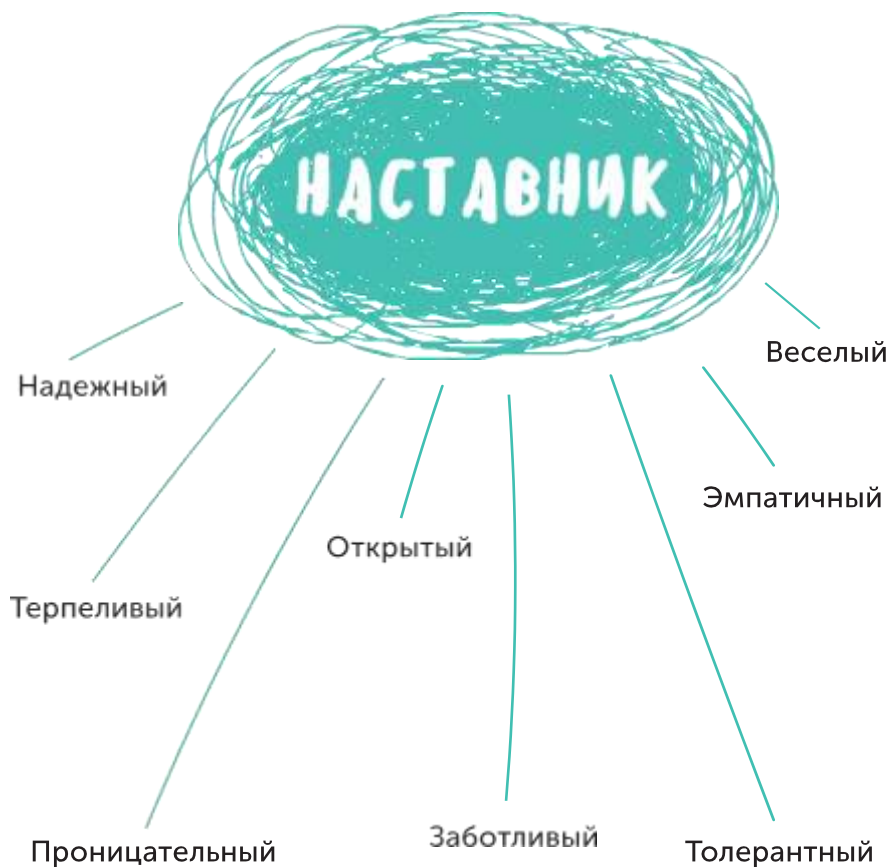 НАСТАВНИК
Веселый
Надежный
Эмпатичный
Открытый
Терпеливый
Заботливый
Проницательный
Толерантный